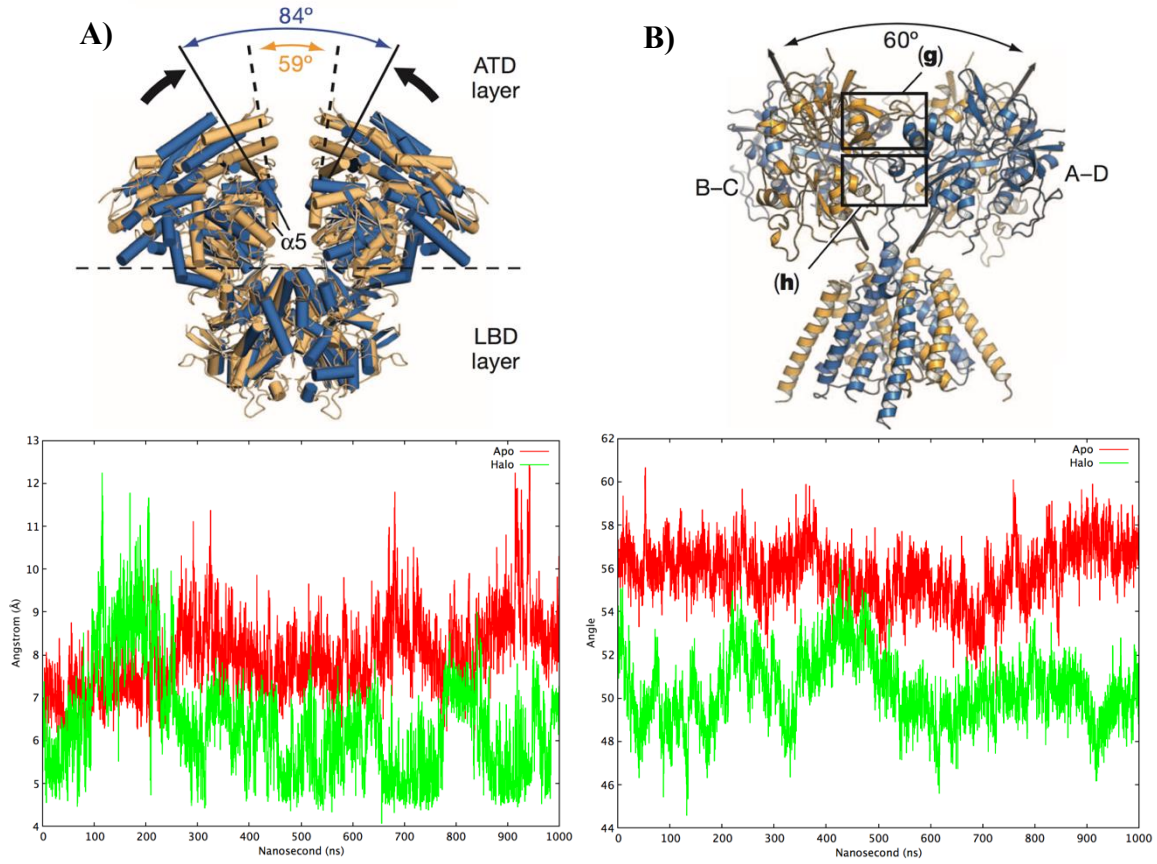 A)
84º
59º
ATD
layer
α5
LBD
layer
B)
60º
(g)
B–C
A–D
(h)
13
12
11
10
9
8
7
6
5
4
Angstrom (Å)
Apo
Halo
0 100 200 300 400 500 600 700 800 900 1000
Nanosecond (ns)
62
60
58
56
54
52
50
48
46
44
Angle
Apo
Halo
0 100 200 300 400 500 600 700 800 900 1000
Nanosecond (ns)